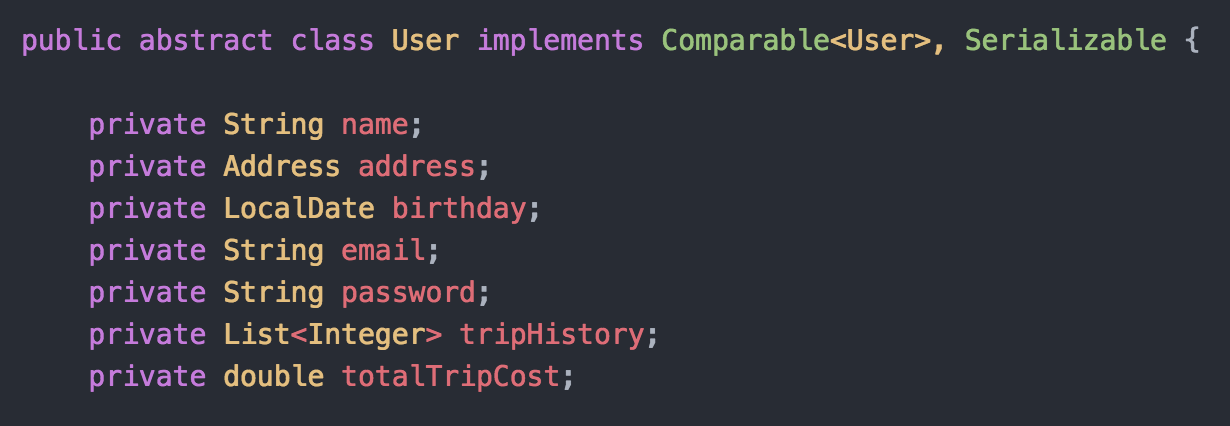 public abstract class User implements Comparable<User>, Serializable {
private String name;
private Address address;
private LocalDate birthday;
private String email;
private String password;
private List<Integer> tripHistory;
private double totalTripCost;